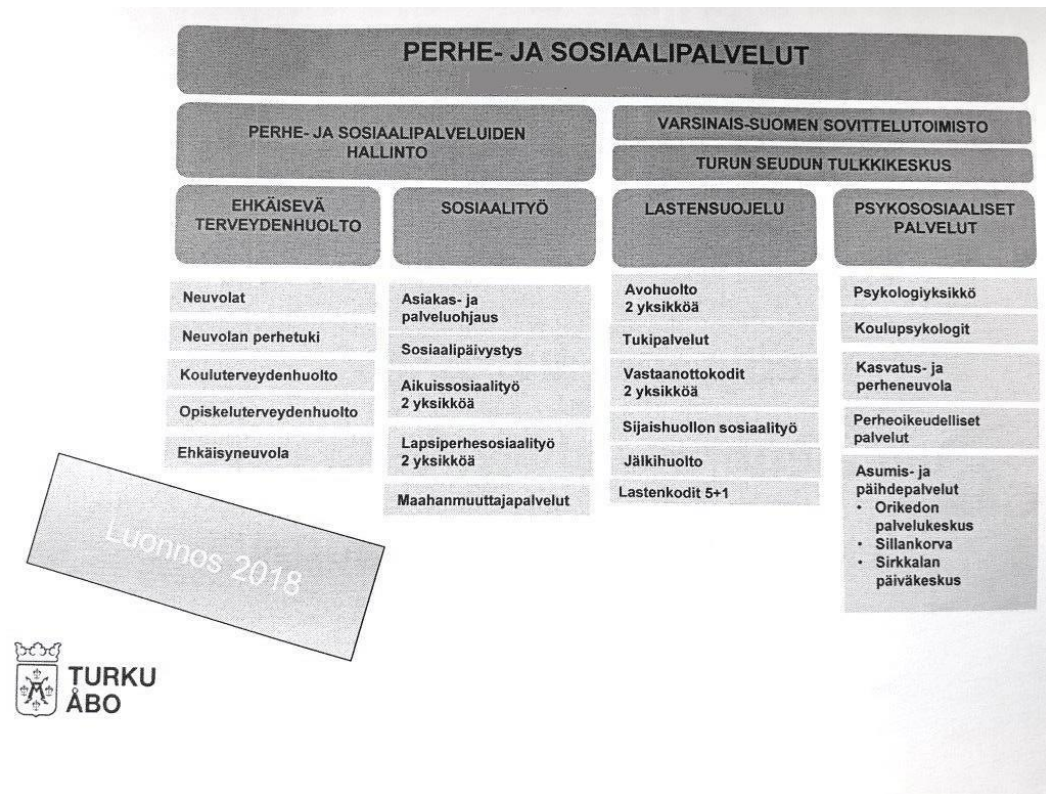 PERHE- JA SOSIAALIPALVELUT
PERHE- JA SOSIAALIPALVELUIDEN
HALLINTO
VARSINAIS-SUOMEN SOVITTELUTOIMISTO
TURUN SEUDUN TULKKIKESKUS
EHKÄISEVÄ
TERVEYDENHUOLTO
Neuvolat
Neuvolan perhetuki
Kouluterveydenhuolto
Opiskeluterveydenhuolto
Ehkäisyneuvola
SOSIAALITYÖ
Asiakas- ja
palveluohjaus
Sosiaalipäivystys
Aikuissosiaalityö
2 yksikköä
Lapsiperhesosiaalityö
2 yksikköä
Maahanmuuttajapalvelut
LASTENSUOJELU
Avohuolto
2 yksikköä
Tukipalvelut
Vastaanottokodit
2 yksikköä
Sijaishuollon sosiaalityö
Jälkihuolto
Lastenkodit 5+1
PSYKOSOSIAALISET
PALVELUT
Psykologiyksikkö
Koulupsykologit
Kasvatus- ja
perheneuvola
Perheoikeudelliset
palvelut
Asumis- ja
päihdepalvelut
• Orikedon
palvelukeskus
• Sillankorva
• Sirkkalan
päiväkeskus
Luonnos 2018
TURKU
ÅBO